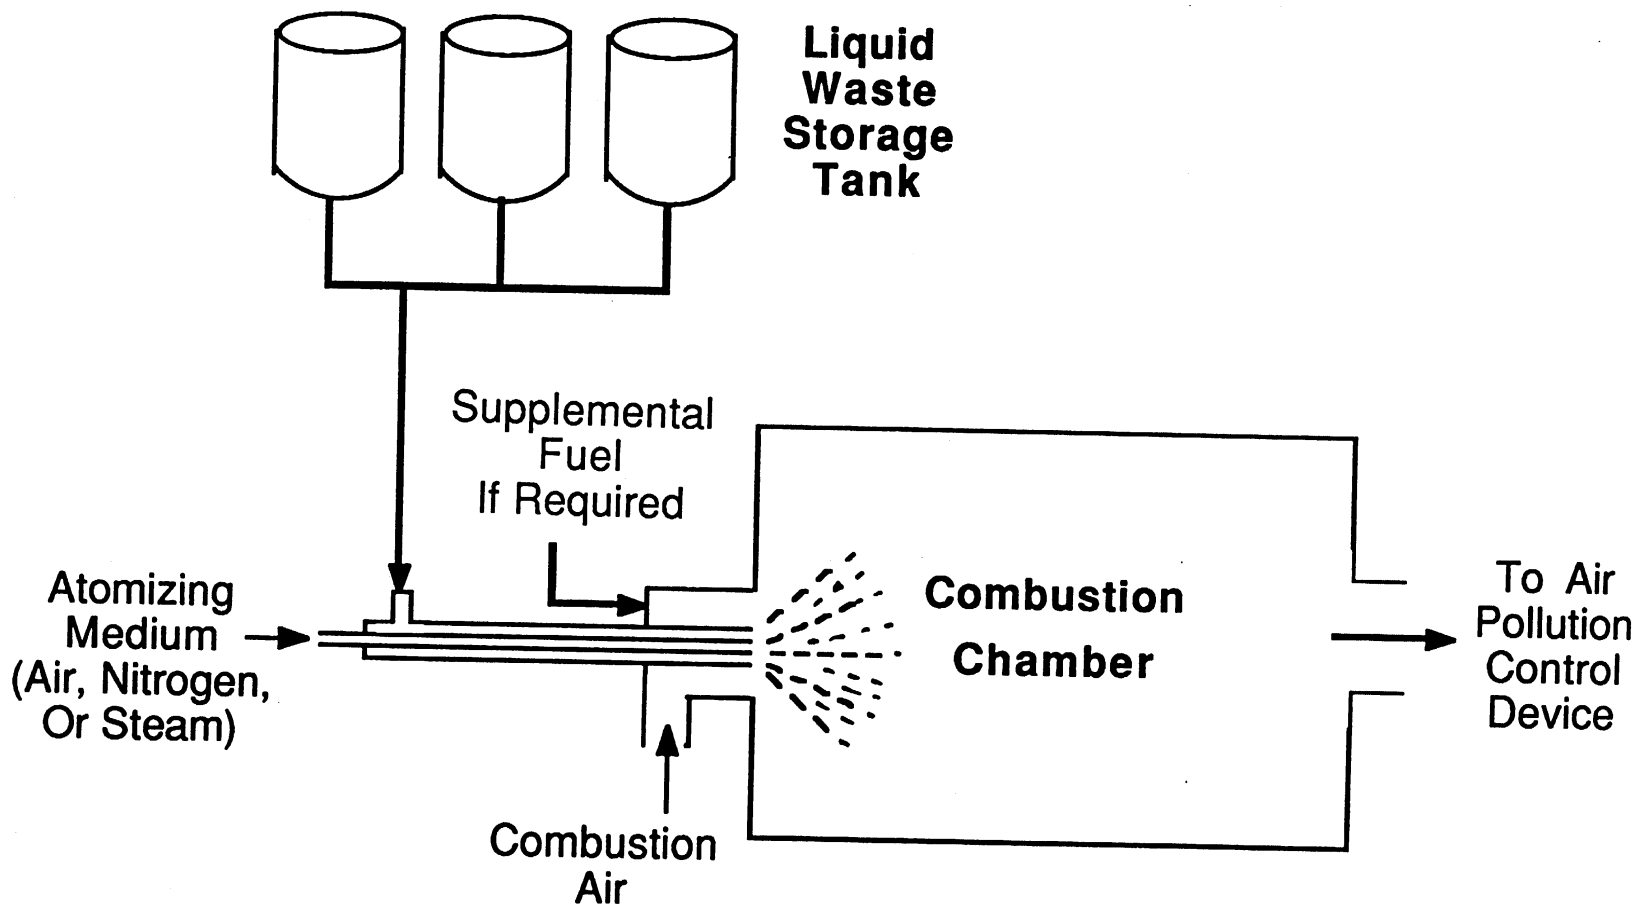 Liquid
Waste
Storage
Tank
Supplemental
Fuel
If Required
Atomizing
Medium
(Air, Nitrogen,
Or Steam)
Combustion
Chamber
To Air
Pollution
Control
Device
Combustion
Air